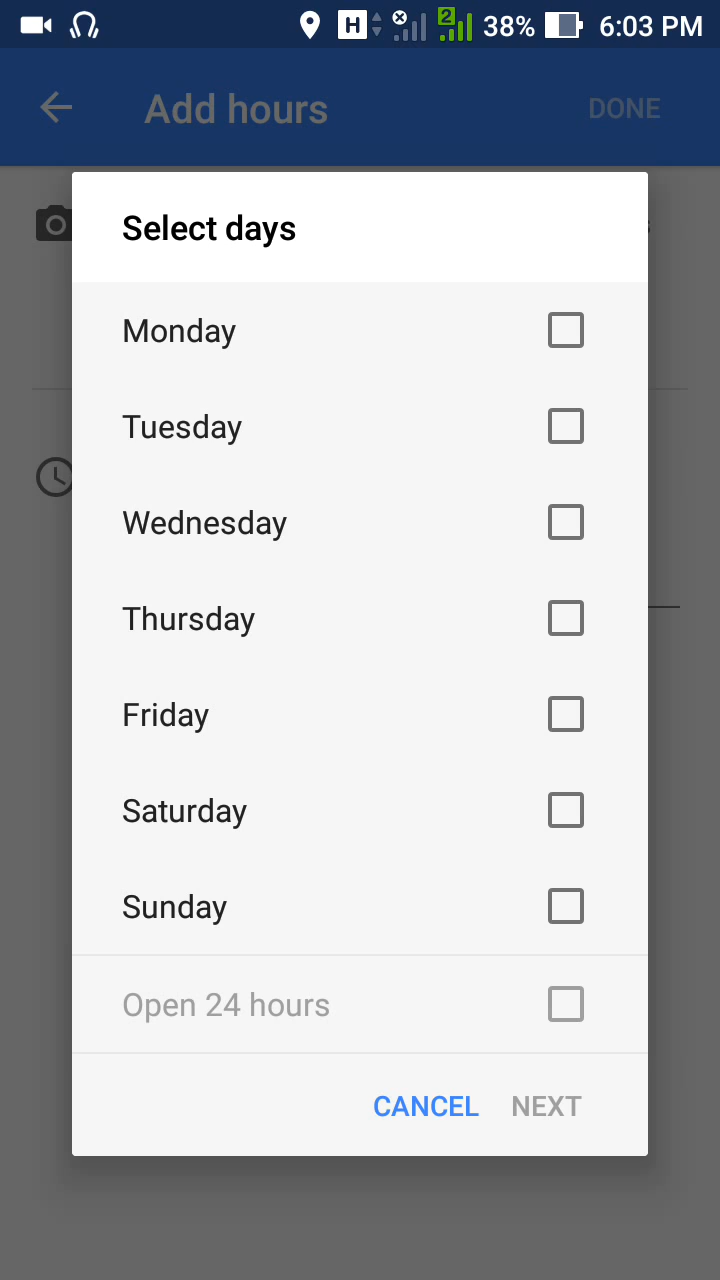 H 2 38% 6:03 PM
Add hours DONE
Select days
Monday
Tuesday
Wednesday
Thursday
Friday
Saturday
Sunday
Open 24 hours
CANCEL NEXT